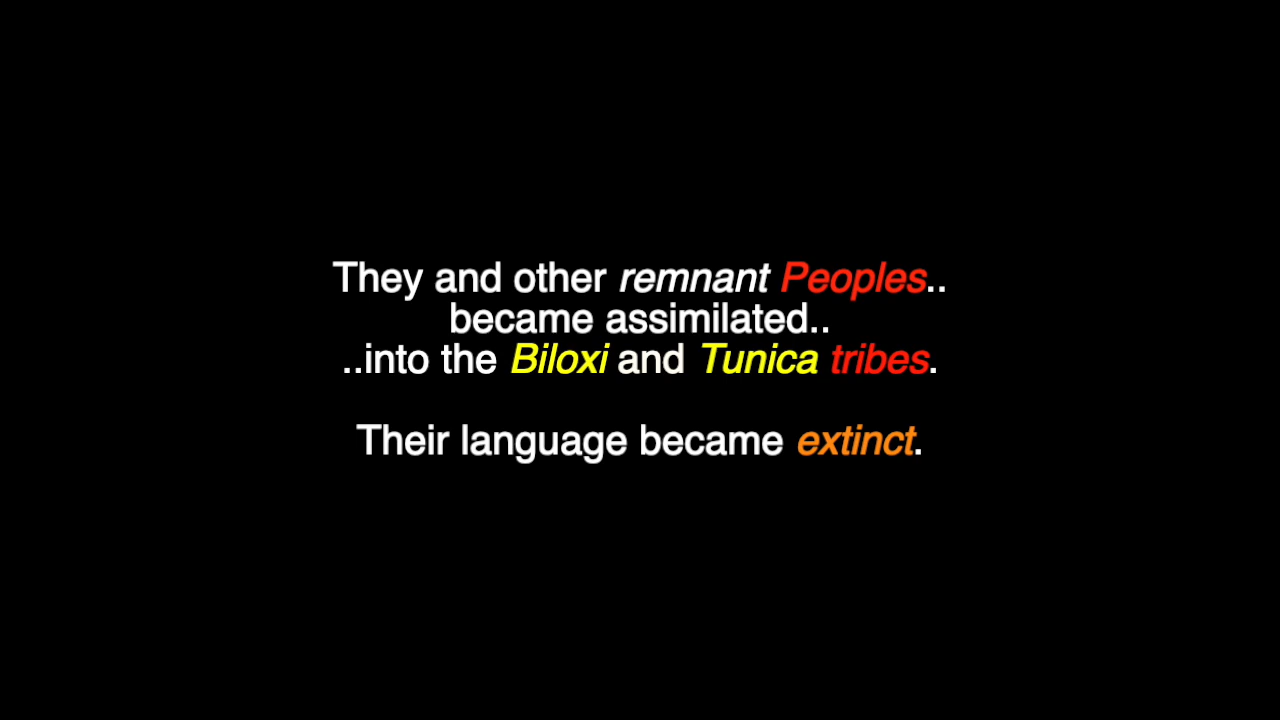 They and other remnant Peoples..
became assimilated..
..into the Biloxi and Tunica tribes.
Their language became extinct.